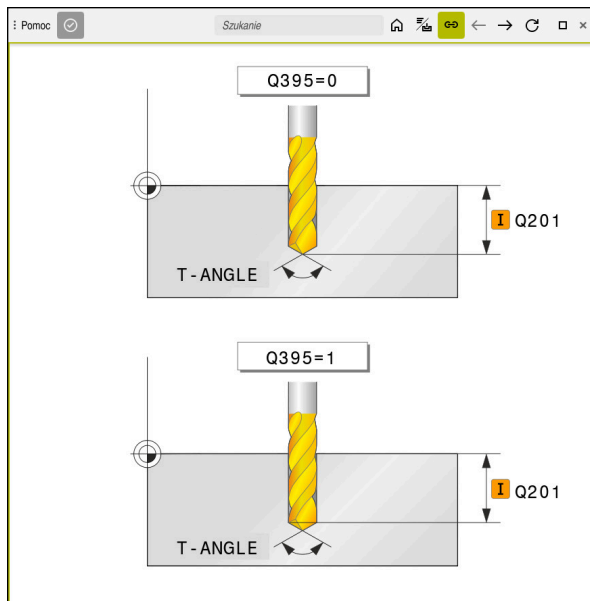 Pomoc
Szukanie
Q395=0
I Q201
T-ANGLE
Q395=1
I Q201
T-ANGLE